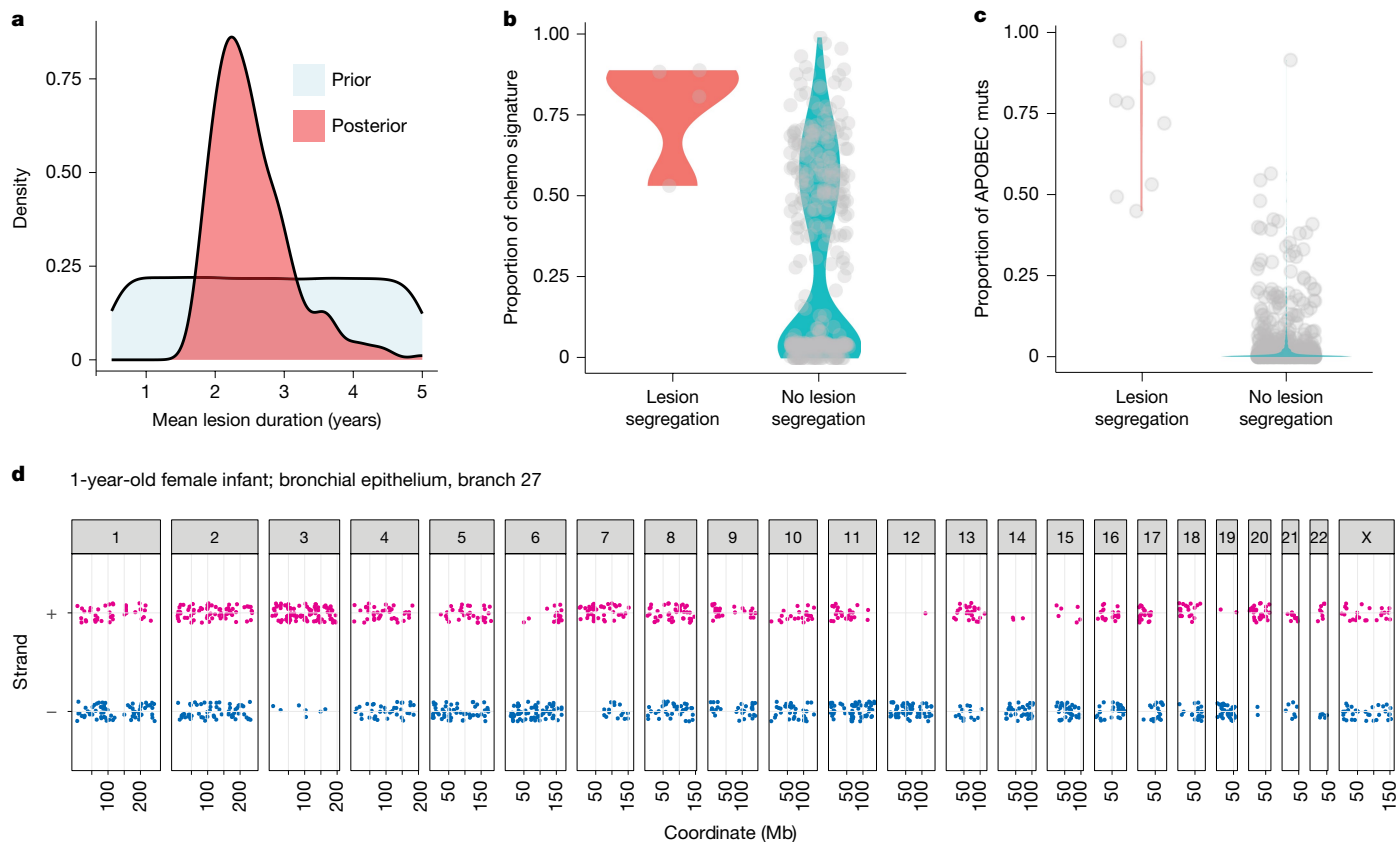 a
Density
0.75
0.50
0.25
0
Prior
Posterior
1
2
3
4
5
Mean lesion duration (years)
b
Proportion of chemo signature
1.00
0.75
0.50
0.25
0
Lesion
segregation
No lesion
segregation
c
Proportion of APOBEC muts
1.00
0.75
0.50
0.25
0
Lesion
segregation
No lesion
segregation
d
1-year-old female infant; bronchial epithelium, branch 27
1 2 3 4 5 6 7 8 9 10 11 12 13 14 15 16 17 18 19 20 21 22 X
Strand
+
−
100 200 100 200 100 200 100 200 50 150 50 150 50 150 50 150 50 150 50 100 50 100 50 100 50 100 50 100 50 100 50 50 50 50 50 50 50 50 150
Coordinate (Mb)